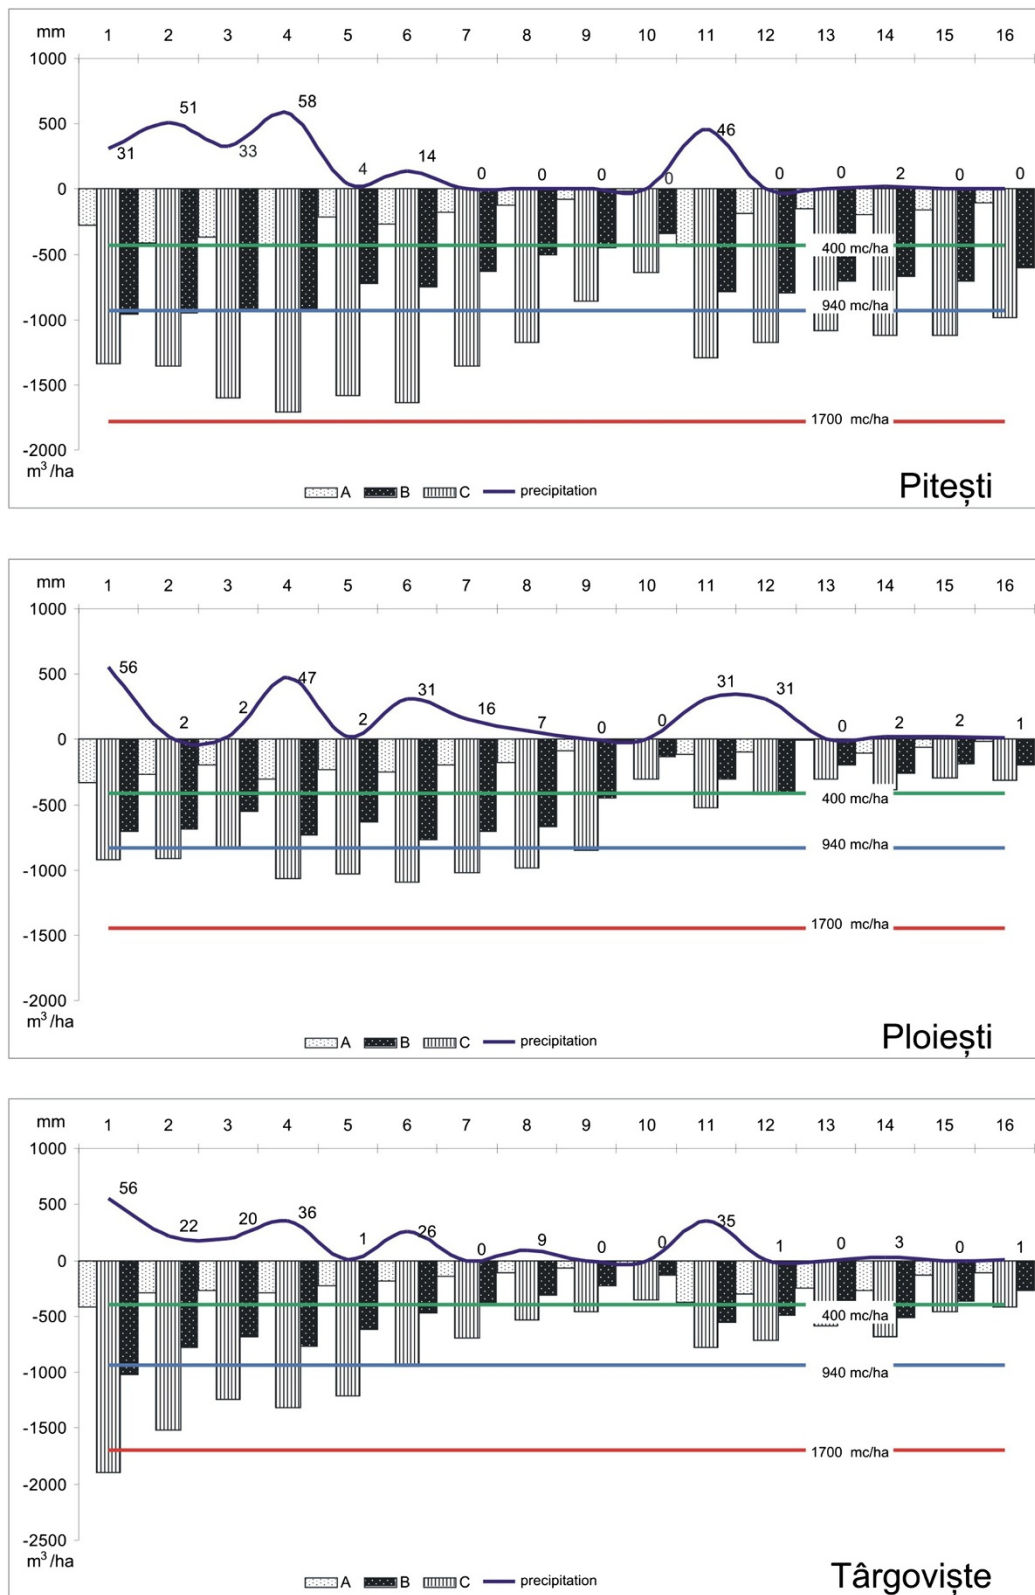 mm 1 2 3 4 5 6 7 8 9 10 11 12 13 14 15 16
1000
58
51
500
46
31 33
14
4 0 0 0 0 0 0 2 0 0
0
400 mc/ha
-500
940 mc/ha
-1000
-1500
1700 mc/ha
-2000
m³/ha
A B C precipitation
Pitești
mm 1 2 3 4 5 6 7 8 9 10 11 12 13 14 15 16
1000
56
500
47
31 31 31
2 2 2 16 7 0 0 0 2 2 1
0
400 mc/ha
-500
940 mc/ha
-1000
1700 mc/ha
-1500
-2000
m³/ha
A B C precipitation
Ploiești
mm 1 2 3 4 5 6 7 8 9 10 11 12 13 14 15 16
1000
56
500
22 20 36 1 26 0 9 0 0 35 1 0 3 0 1
0
400 mc/ha
-500
940 mc/ha
-1000
-1500
1700 mc/ha
-2000
-2500
m³/ha
A B C precipitation
Târgoviște